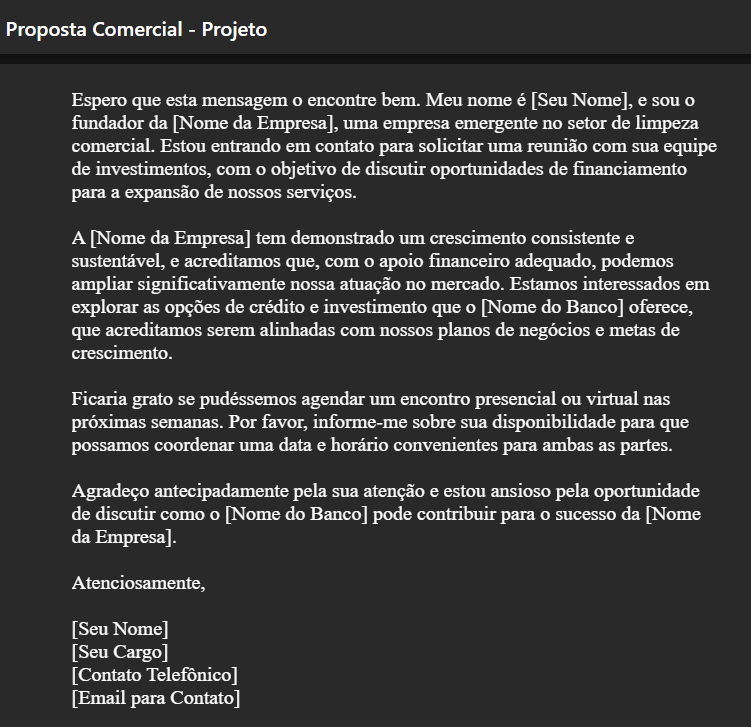 Proposta Comercial - Projeto
Espero que esta mensagem o encontre bem. Meu nome é [Seu Nome], e sou o
fundador da [Nome da Empresa], uma empresa emergente no setor de limpeza
comercial. Estou entrando em contato para solicitar uma reunião com sua equipe
de investimentos, com o objetivo de discutir oportunidades de financiamento
para a expansão de nossos serviços.
A [Nome da Empresa] tem demonstrado um crescimento consistente e
sustentável, e acreditamos que, com o apoio financeiro adequado, podemos
ampliar significativamente nossa atuação no mercado. Estamos interessados em
explorar as opções de crédito e investimento que o [Nome do Banco] oferece,
que acreditamos serem alinhadas com nossos planos de negócios e metas de
crescimento.
Ficaria grato se pudéssemos agendar um encontro presencial ou virtual nas
próximas semanas. Por favor, informe-me sobre sua disponibilidade para que
possamos coordenar uma data e horário convenientes para ambas as partes.
Agradeço antecipadamente pela sua atenção e estou ansioso pela oportunidade
de discutir como o [Nome do Banco] pode contribuir para o sucesso da [Nome
da Empresa].
Atenciosamente,
[Seu Nome]
[Seu Cargo]
[Contato Telefônico]
[Email para Contato]